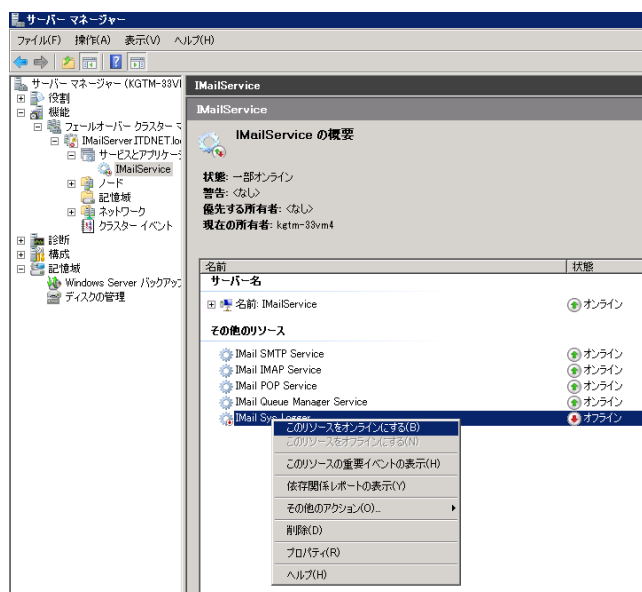 サーバー マネージャー
ファイル(F) 操作(A) 表示(V) ヘルプ(H)
サーバー マネージャー (KGTM-33VM
役割
機能
フェールオーバー クラスター マ
IMailServer.ITDNET.lo
サービスとアプリケーシ
IMailService
ノード
記憶域
ネットワーク
クラスター イベント
診断
構成
記憶域
Windows Server バックアップ
ディスクの管理
IMailService
IMailService
IMailService の概要
状態: 一部オンライン
警告: <なし>
優先する所有者: <なし>
現在の所有者: kgtm-33vm4
名前 状態
サーバー名
名前: IMailService オンライン
その他のリソース
IMail SMTP Service オンライン
IMail IMAP Service オンライン
IMail POP Service オンライン
IMail Queue Manager Service オンライン
IMail Sys Logger オフライン
このリソースをオンラインにする(B)
このリソースをオフラインにする(N)
このリソースの重要イベントの表示(H)
依存関係レポートの表示(Y)
その他のアクション(O)...
削除(D)
プロパティ(R)
ヘルプ(H)